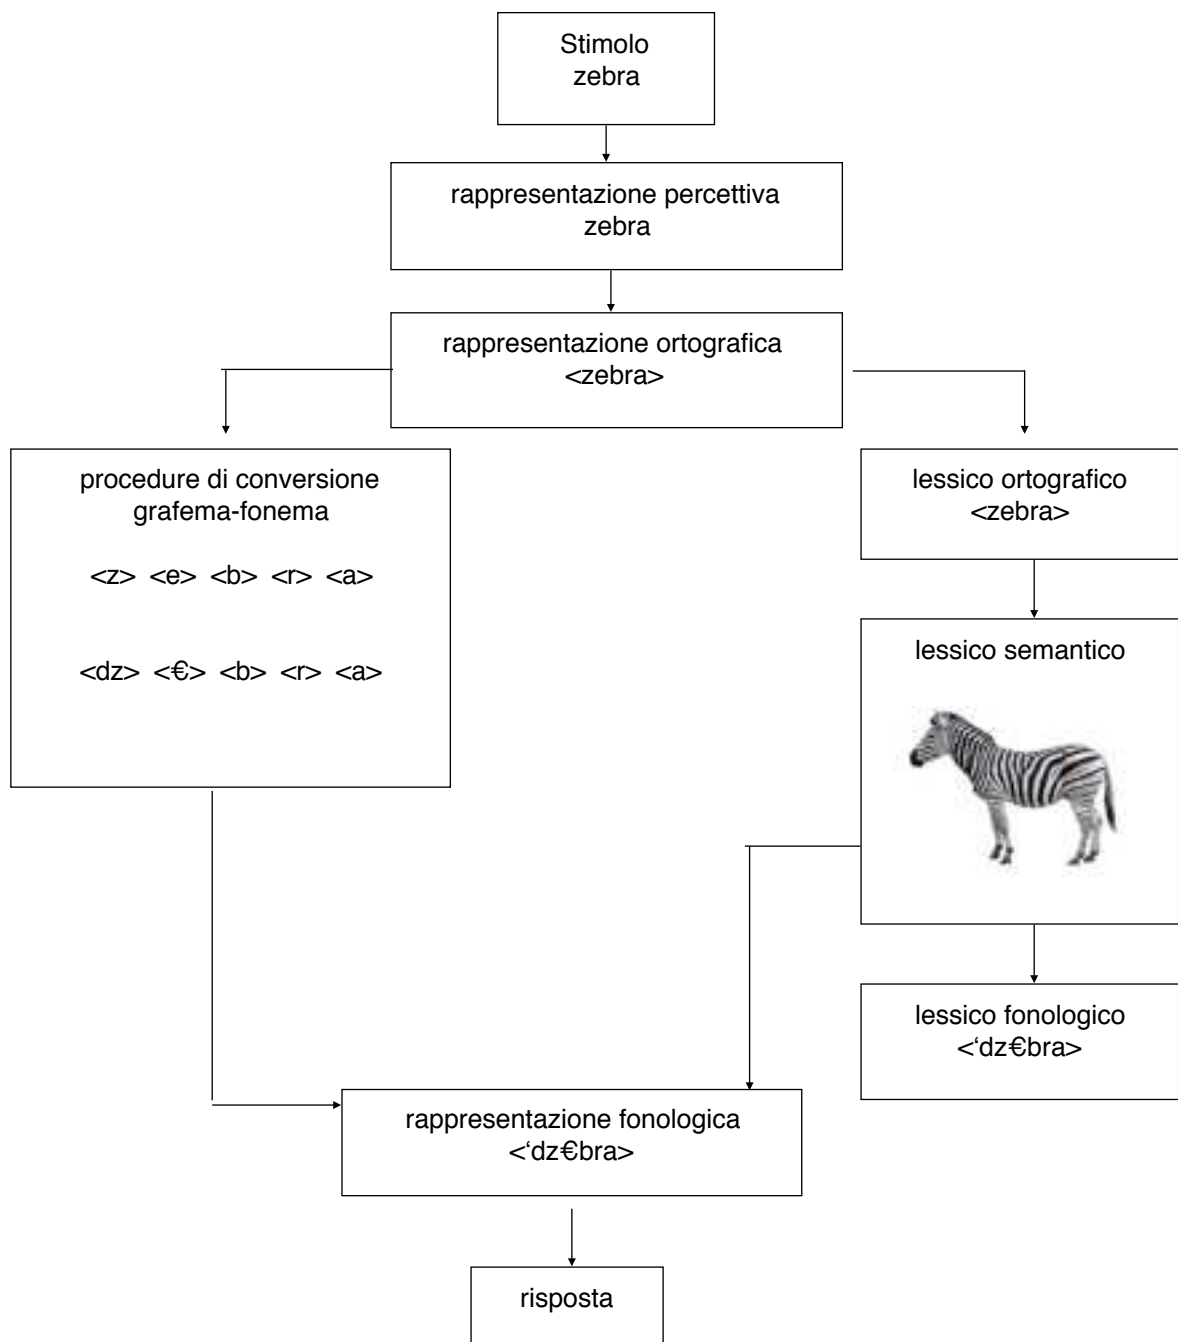 Stimolo
zebra
rappresentazione percettiva
zebra
rappresentazione ortografica
<zebra>
procedure di conversione
grafema-fonema
<z> <e> <b> <r> <a>
<dz> <€> <b> <r> <a>
lessico ortografico
<zebra>
lessico semantico
lessico fonologico
<‘dz€bra>
rappresentazione fonologica
<‘dz€bra>
risposta